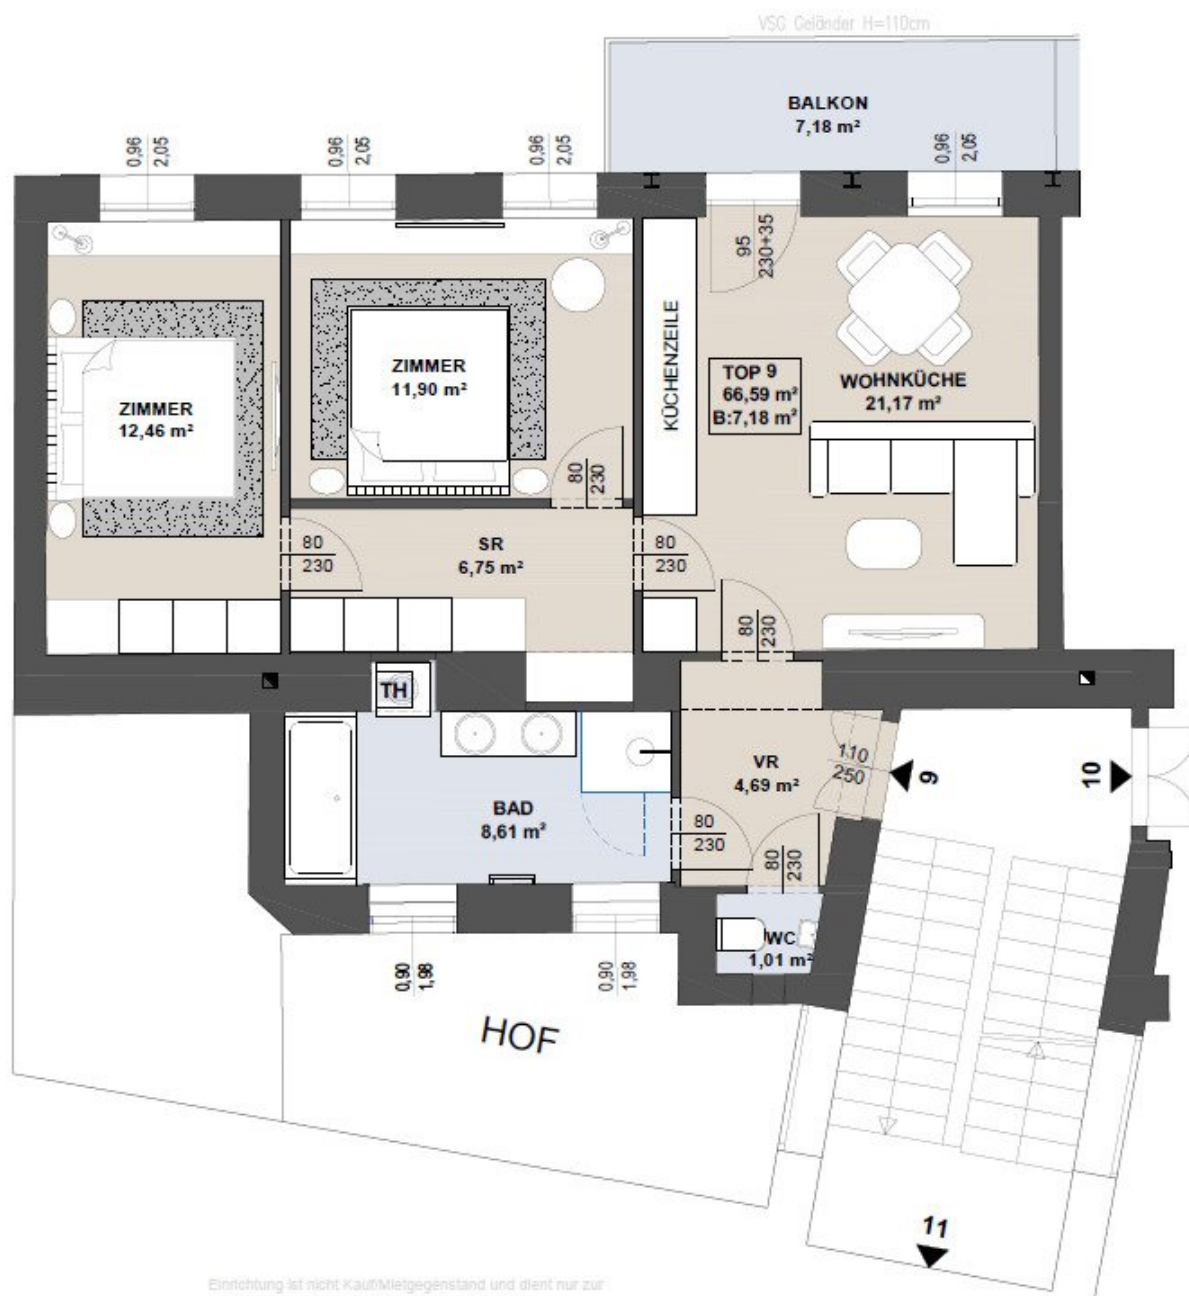 VSG Geländer H=110cm
BALKON
7,18 m²
0,96
2,05
0,96
2,05
0,96
2,05
0,96
2,05
95
230+35
KÜCHENZEILE
TOP 9
66,59 m²
B:7,18 m²
WOHNKÜCHE
21,17 m²
ZIMMER
11,90 m²
ZIMMER
12,46 m²
80
230
80
230
SR
6,75 m²
80
230
80
230
TH
VR
4,69 m²
110
250
9
10
BAD
8,61 m²
80
230
80
230
WC
1,01 m²
0,90
1,98
0,90
1,98
HOF
11
Einrichtung ist nicht Kauf/Mietgegenstand und dient nur zur